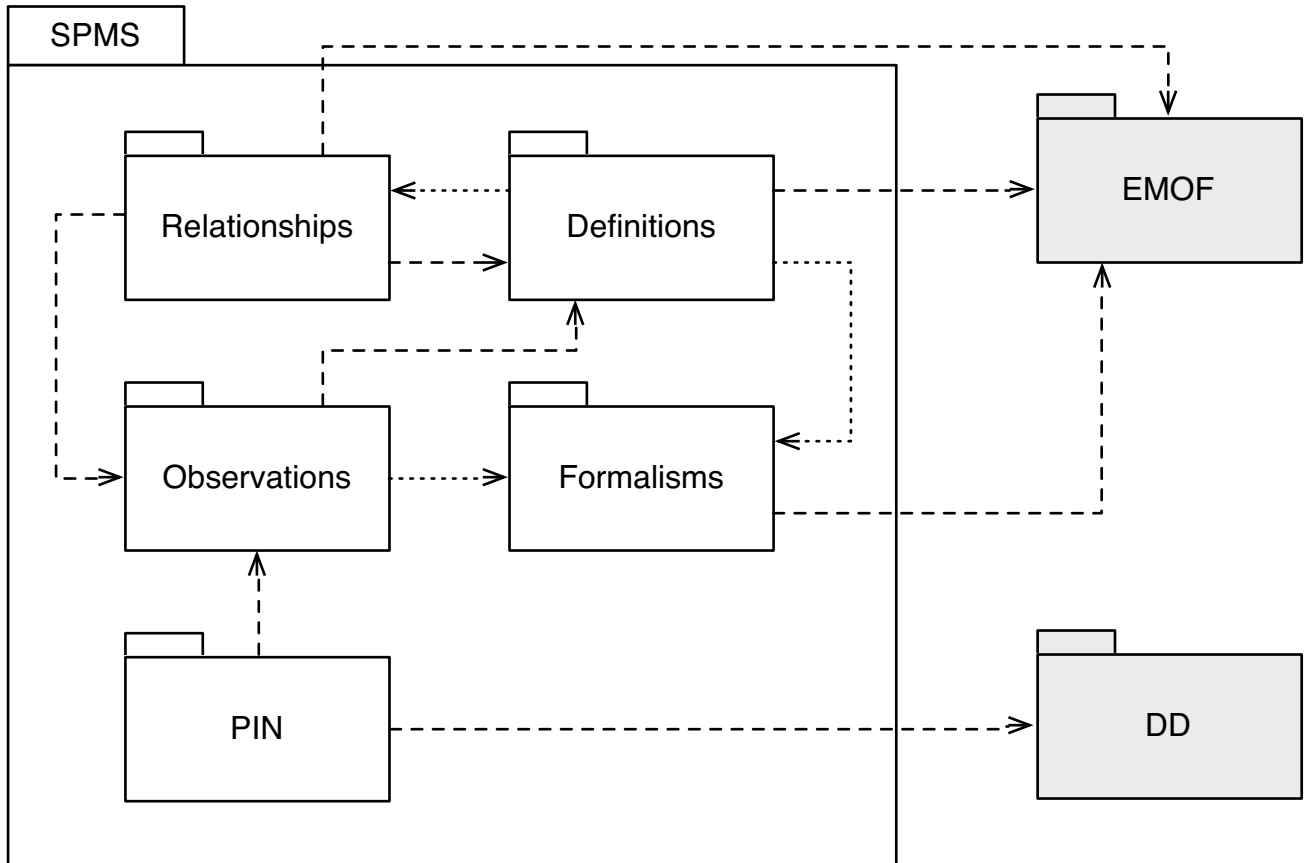 SPMS
Relationships
Definitions
EMOF
Observations
Formalisms
PIN
DD